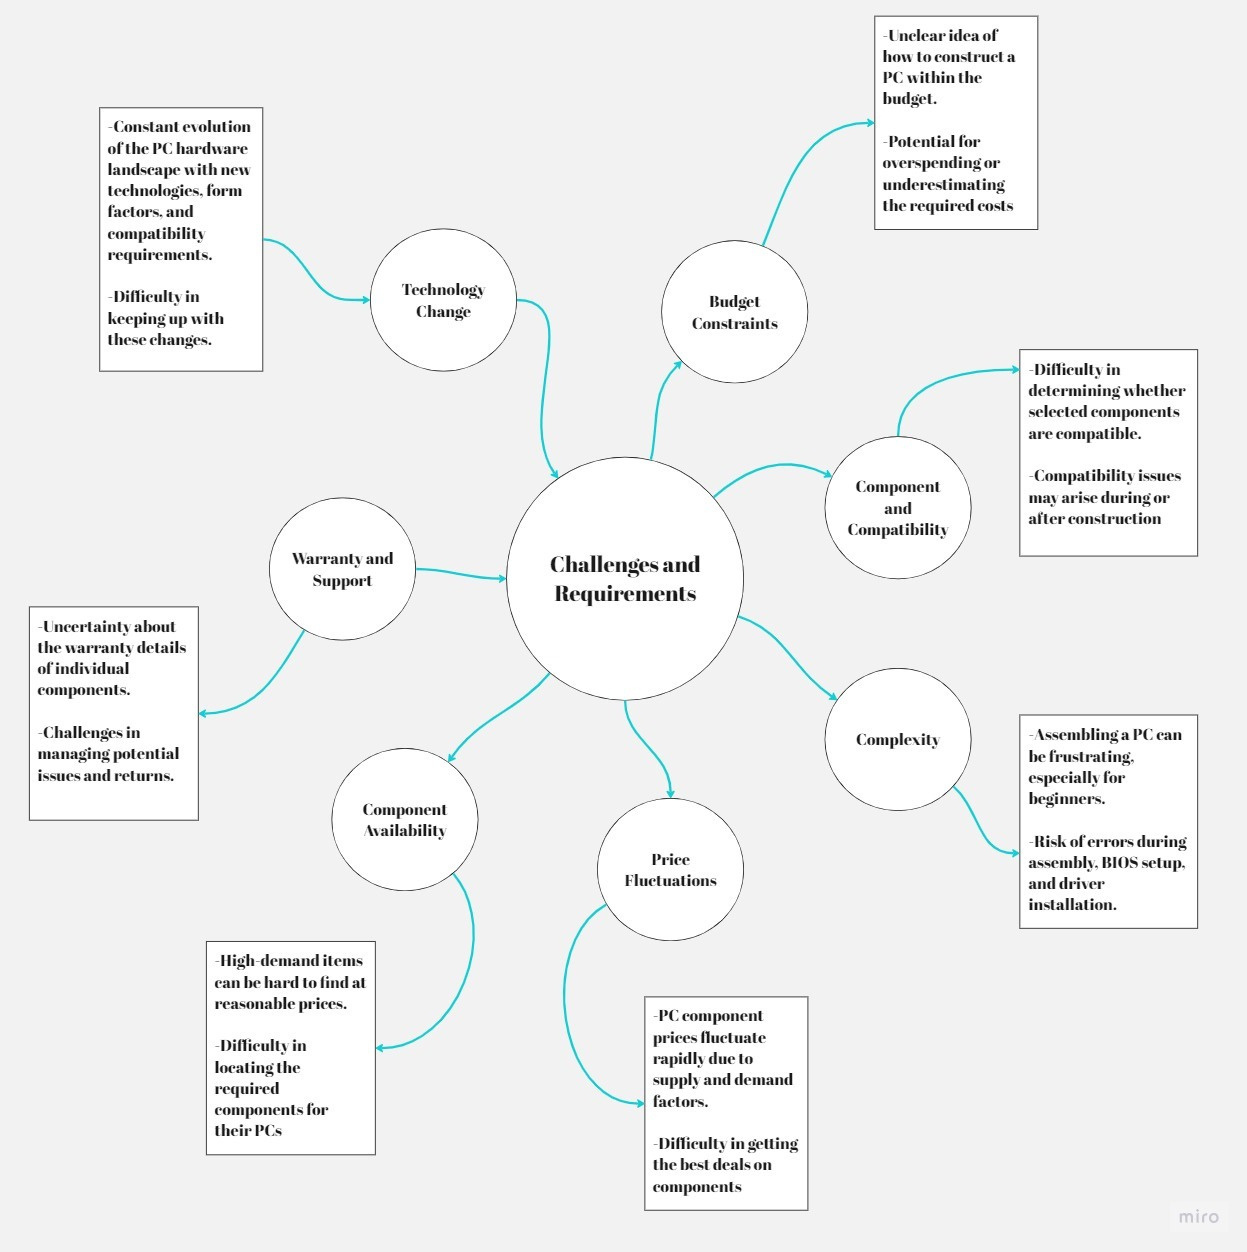 -Unclear idea of
how to construct a
PC within the
budget.
-Potential for
overspending or
underestimating
the required costs
-Constant evolution
of the PC hardware
landscape with new
technologies, form
factors, and
compatibility
requirements.
-Difficulty in
keeping up with
these changes.
Technology
Change
Budget
Constraints
-Difficulty in
determining whether
selected components
are compatible.
-Compatibility issues
may arise during or
after construction
Component
and
Compatibility
Challenges and
Requirements
Warranty and
Support
-Uncertainty about
the warranty details
of individual
components.
-Challenges in
managing potential
issues and returns.
Complexity
-Assembling a PC can
be frustrating,
especially for
beginners.
-Risk of errors during
assembly, BIOS setup,
and driver
installation.
Component
Availability
Price
Fluctuations
-High-demand items
can be hard to find at
reasonable prices.
-Difficulty in
locating the
required
components for
their PCs
-PC component
prices fluctuate
rapidly due to
supply and demand
factors.
-Difficulty in getting
the best deals on
components
miro